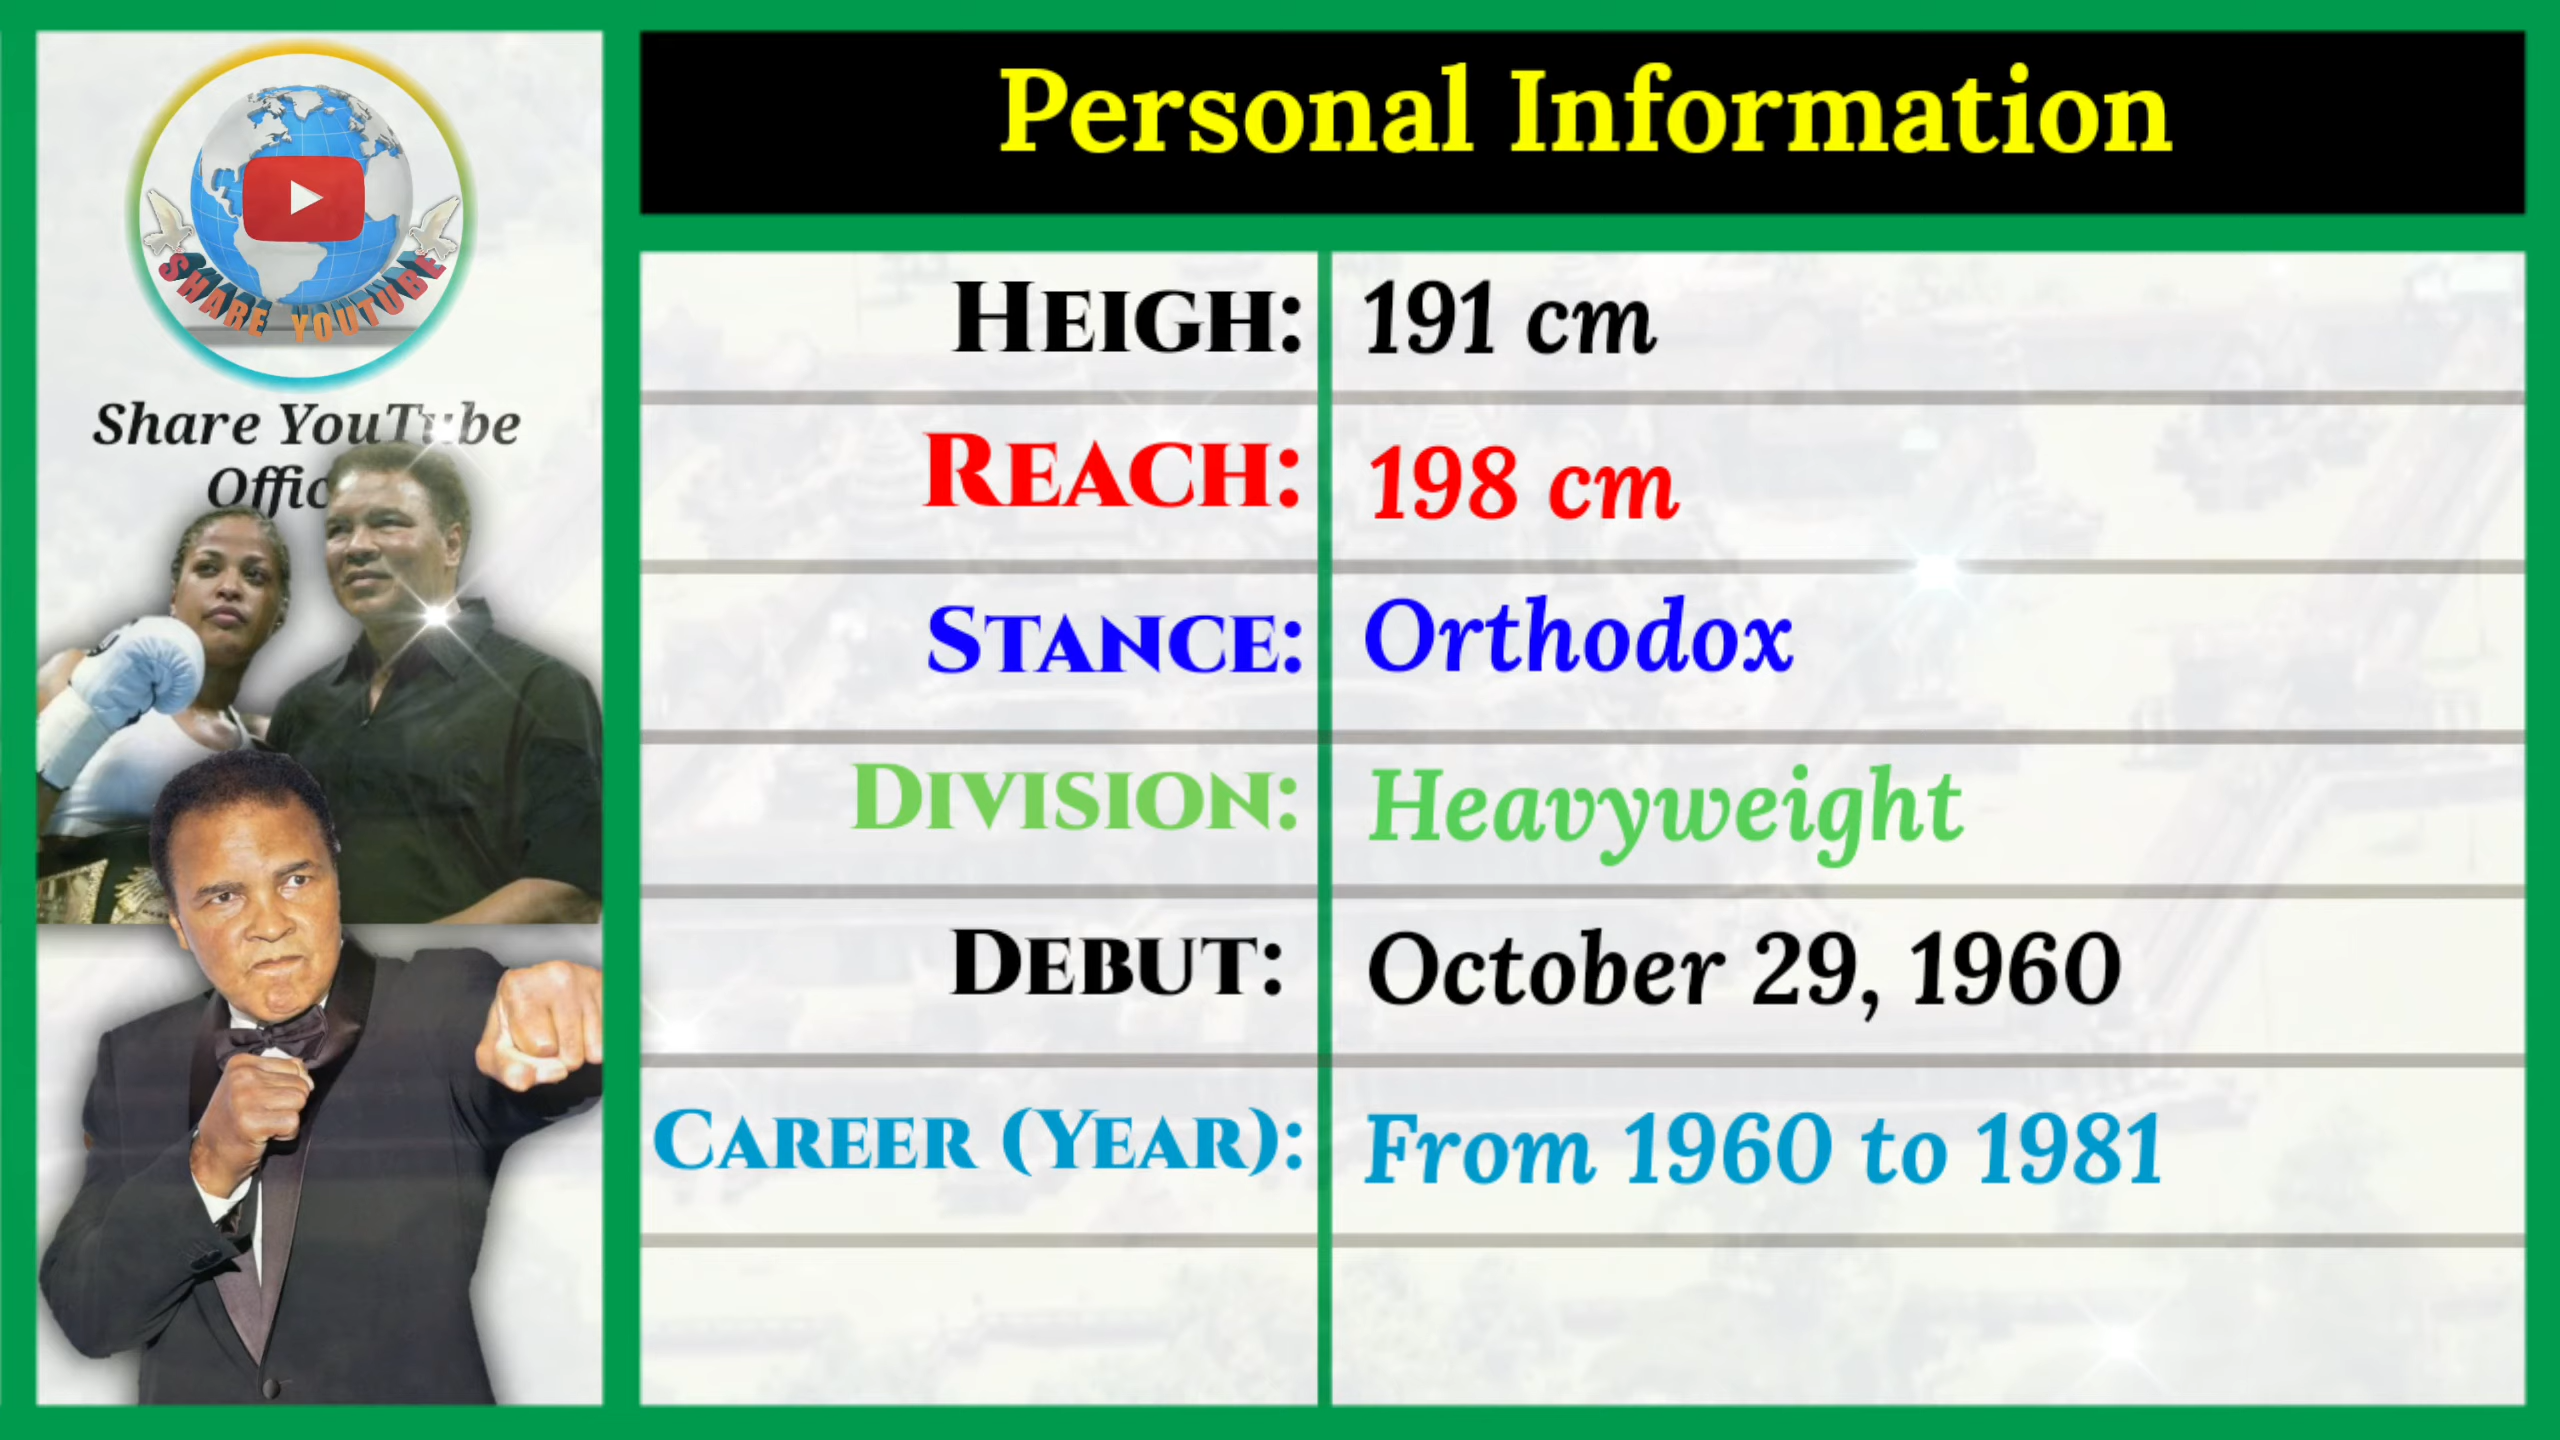 SHARE YOUTUBE
Share YouTube
Personal Information
HEIGH: 191 cm
REACH: 198 cm
STANCE: Orthodox
DIVISION: Heavyweight
DEBUT: October 29, 1960
CAREER (YEAR): From 1960 to 1981